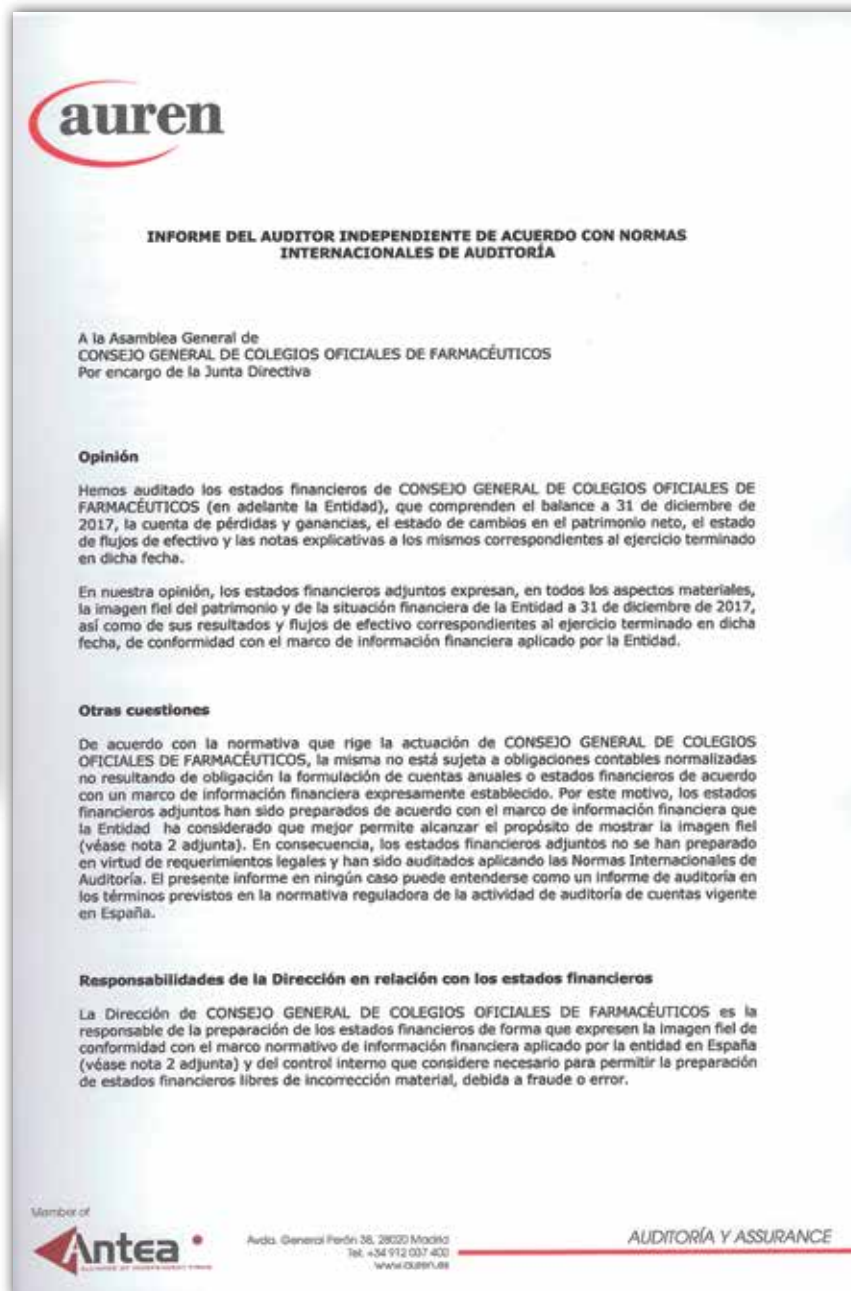 auren
INFORME DEL AUDITOR INDEPENDIENTE DE ACUERDO CON NORMAS
INTERNACIONALES DE AUDITORÍA
A la Asamblea General de
CONSEJO GENERAL DE COLEGIOS OFICIALES DE FARMACÉUTICOS
Por encargo de la Junta Directiva
Opinión
Hemos auditado los estados financieros de CONSEJO GENERAL DE COLEGIOS OFICIALES DE
FARMACÉUTICOS (en adelante la Entidad), que comprenden el balance a 31 de diciembre de
2017, la cuenta de pérdidas y ganancias, el estado de cambios en el patrimonio neto, el estado
de flujos de efectivo y las notas explicativas a los mismos correspondientes al ejercicio terminado
en dicha fecha.
En nuestra opinión, los estados financieros adjuntos expresan, en todos los aspectos materiales,
la imagen fiel del patrimonio y de la situación financiera de la Entidad a 31 de diciembre de 2017,
así como de sus resultados y flujos de efectivo correspondientes al ejercicio terminado en dicha
fecha, de conformidad con el marco de información financiera aplicado por la Entidad.
Otras cuestiones
De acuerdo con la normativa que rige la actuación de CONSEJO GENERAL DE COLEGIOS
OFICIALES DE FARMACÉUTICOS, la misma no está sujeta a obligaciones contables normalizadas
no resultando de obligación la formulación de cuentas anuales o estados financieros de acuerdo
con un marco de información financiera expresamente establecido. Por este motivo, los estados
financieros adjuntos han sido preparados de acuerdo con el marco de información financiera que
la Entidad ha considerado que mejor permite alcanzar el propósito de mostrar la imagen fiel
(véase nota 2 adjunta). En consecuencia, los estados financieros adjuntos no se han preparado
en virtud de requerimientos legales y han sido auditados aplicando las Normas Internacionales de
Auditoría. El presente informe en ningún caso puede entenderse como un informe de auditoría en
los términos previstos en la normativa reguladora de la actividad de auditoría de cuentas vigente
en España.
Responsabilidades de la Dirección en relación con los estados financieros
La Dirección de CONSEJO GENERAL DE COLEGIOS OFICIALES DE FARMACÉUTICOS es la
responsable de la preparación de los estados financieros de forma que expresen la imagen fiel de
conformidad con el marco normativo de información financiera aplicado por la entidad en España
(véase nota 2 adjunta) y del control interno que considere necesario para permitir la preparación
de estados financieros libres de incorrección material, debida a fraude o error.
Member of
Antea
ALLIANCE OF INDEPENDENT FIRMS
Avda. General Perón 38, 28020 Madrid
Tel. +34 912 037 400
www.auren.es
AUDITORÍA Y ASSURANCE